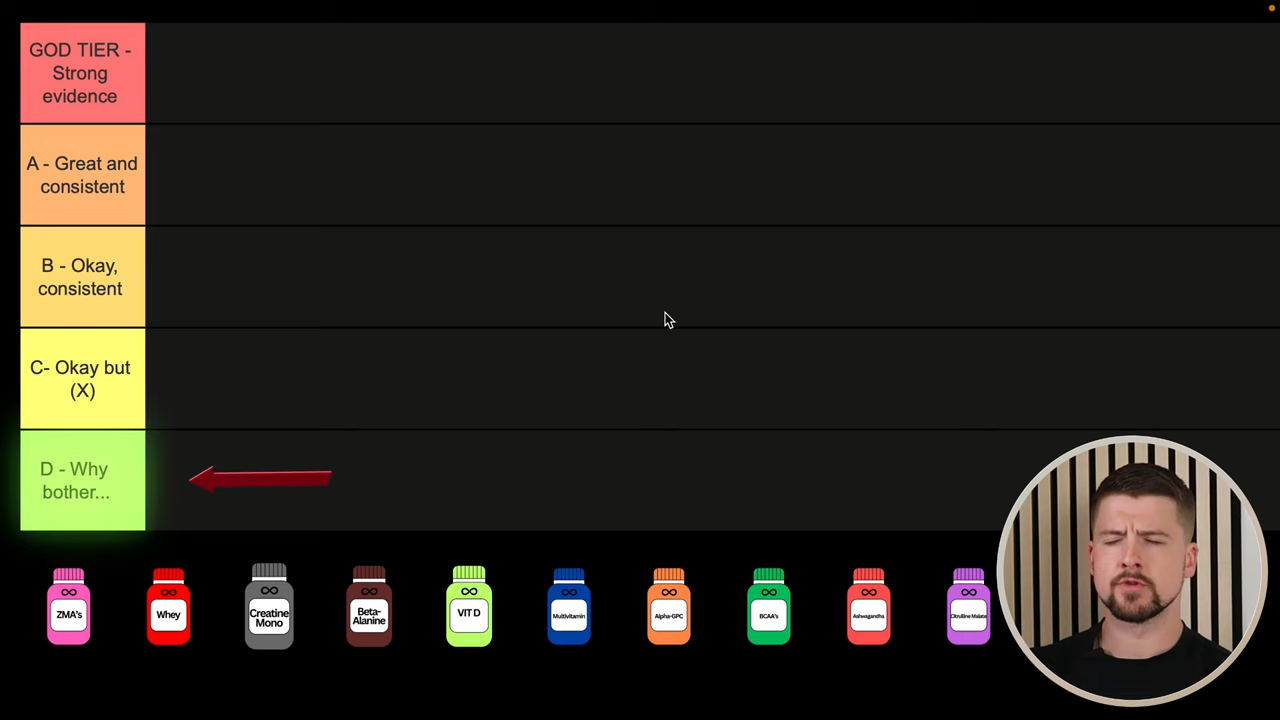 GOD TIER -
Strong
evidence
A - Great and
consistent
B - Okay,
consistent
C- Okay but
(X)
D - Why
bother...
ZMA's
Whey
Creatine
Mono
Beta-
Alanine
VIT D
Multivitamin
Alpha-GPC
BCAA's
Ashwagandha
Citrulline Malate